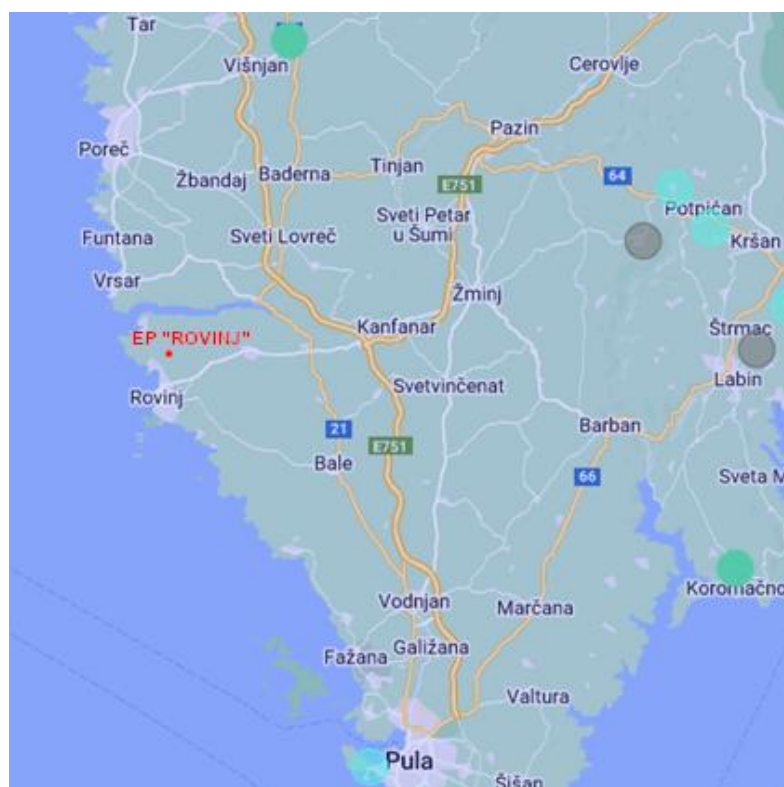 Tar
Višnjan
Cerovlje
Pazin
Poreč
Tinjan
Baderna
Žbandaj
E751
64
Potpićan
Sveti Petar
u Šumi
Funtana
Sveti Lovreč
Kršan
Vrsar
Žminj
Kanfanar
Štrmac
EP "ROVINJ"
Labin
Rovinj
Svetvinčenat
21
E751
Barban
Bale
66
Sveta M
Koromačno
Vodnjan
Marčana
Galižana
Fažana
Valtura
Pula
Šišan